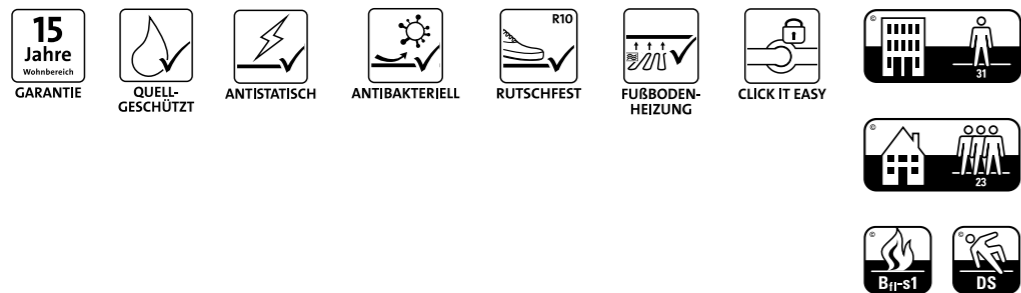 15
Jahre
Wohnbereich
GARANTIE
QUELL-
GESCHÜTZT
ANTISTATISCH
ANTIBAKTERIELL
R10
RUTSCHFEST
FUẞBODEN-
HEIZUNG
CLICK IT EASY
©
31
©
23
©
Bfl-s1
©
DS